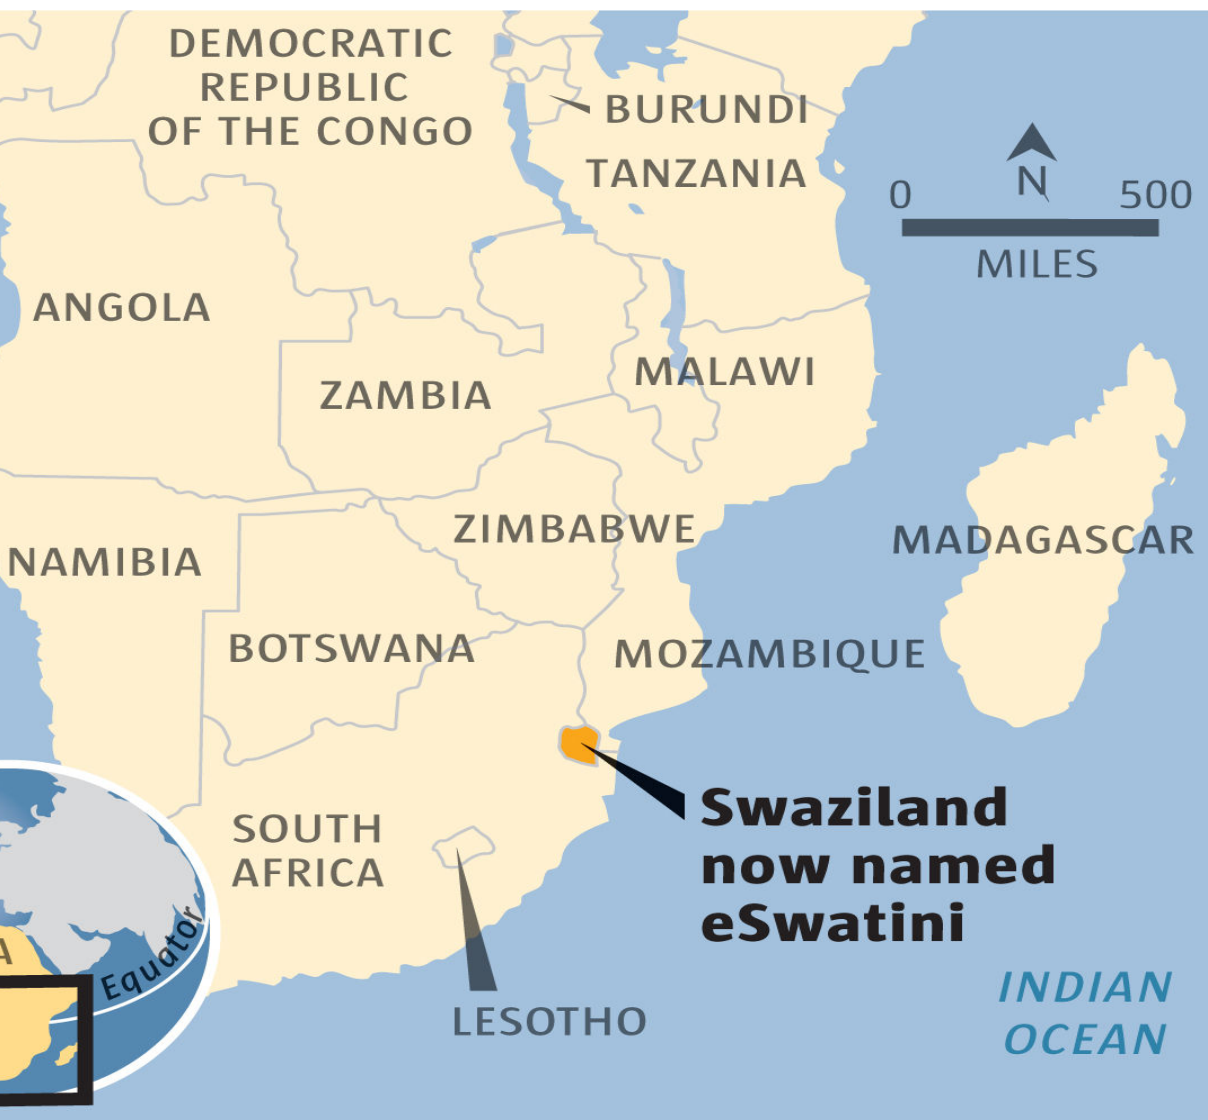 DEMOCRATIC
REPUBLIC
OF THE CONGO
BURUNDI
TANZANIA
N
0 500
MILES
ANGOLA
ZAMBIA
MALAWI
ZIMBABWE
MADAGASCAR
NAMIBIA
BOTSWANA
MOZAMBIQUE
SOUTH
AFRICA
Swaziland
now named
eSwatini
LESOTHO
INDIAN
OCEAN
A
Equator